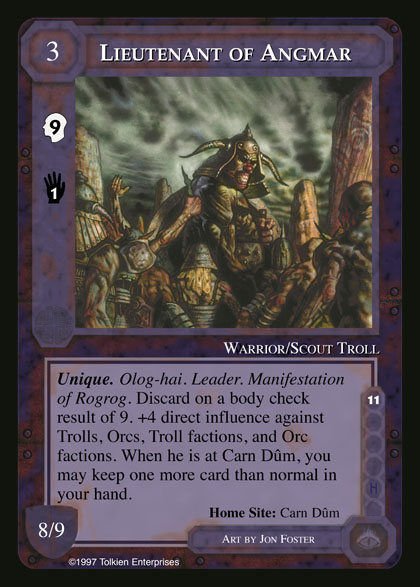 3
LIEUTENANT OF ANGMAR
9
1
WARRIOR/SCOUT TROLL
Unique. Olog-hai. Leader. Manifestation
of Rogrog. Discard on a body check
result of 9. +4 direct influence against
Trolls, Orcs, Troll factions, and Orc
factions. When he is at Carn Dûm, you
may keep one more card than normal in
your hand.
11
H
Home Site: Carn Dûm
8/9
ART BY JON FOSTER
©1997 Tolkien Enterprises